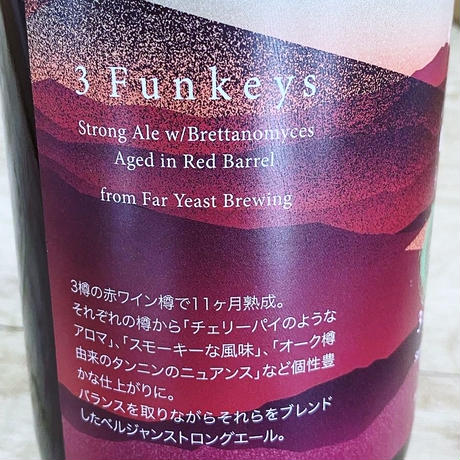 3 Funkeys
Strong Ale w/Brettanomyces
Aged in Red Barrel
from Far Yeast Brewing
3樽の赤ワイン樽で11ヶ月熟成。
それぞれの樽から「チェリーパイのような
アロマ」、「スモーキーな風味」、「オーク樽
由来のタンニンのニュアンス」など個性豊
かな仕上がりに。
バランスを取りながらそれらをブレンド
したベルジャンストロングエール。